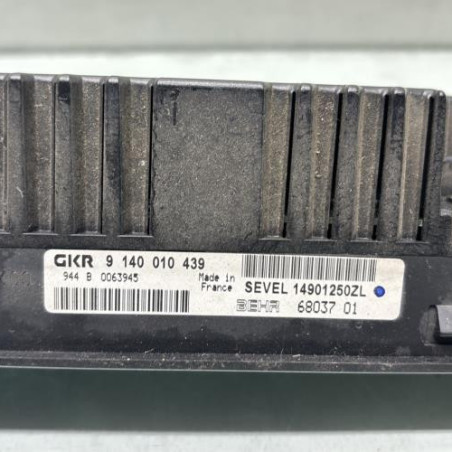 GKR 9 140 010 439
944 B 0063945 Made in
France SEVEL 14901250ZL
BEHR 68037 01